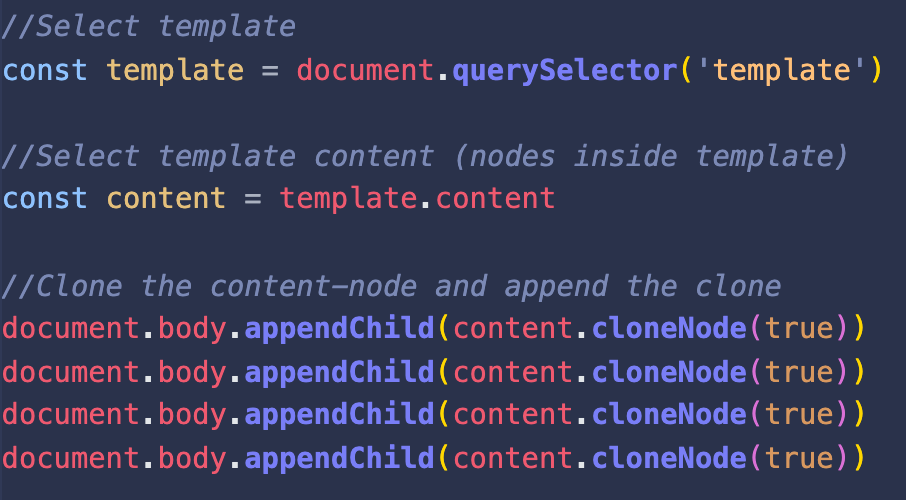 //Select template
const template = document.querySelector('template')
//Select template content (nodes inside template)
const content = template.content
//Clone the content-node and append the clone
document.body.appendChild(content.cloneNode(true))
document.body.appendChild(content.cloneNode(true))
document.body.appendChild(content.cloneNode(true))
document.body.appendChild(content.cloneNode(true))